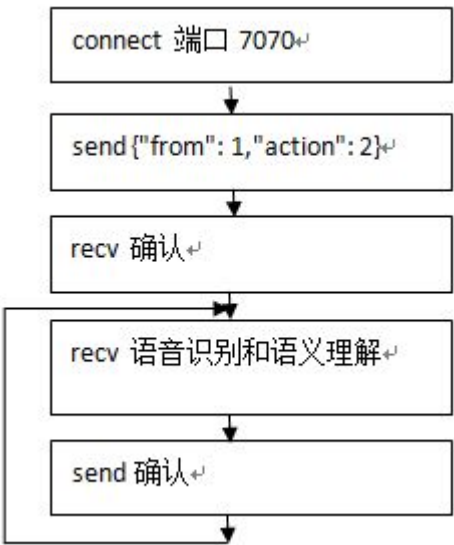 connect 端口 7070
send {"from": 1,"action": 2}
recv 确认
recv 语音识别和语义理解
send 确认